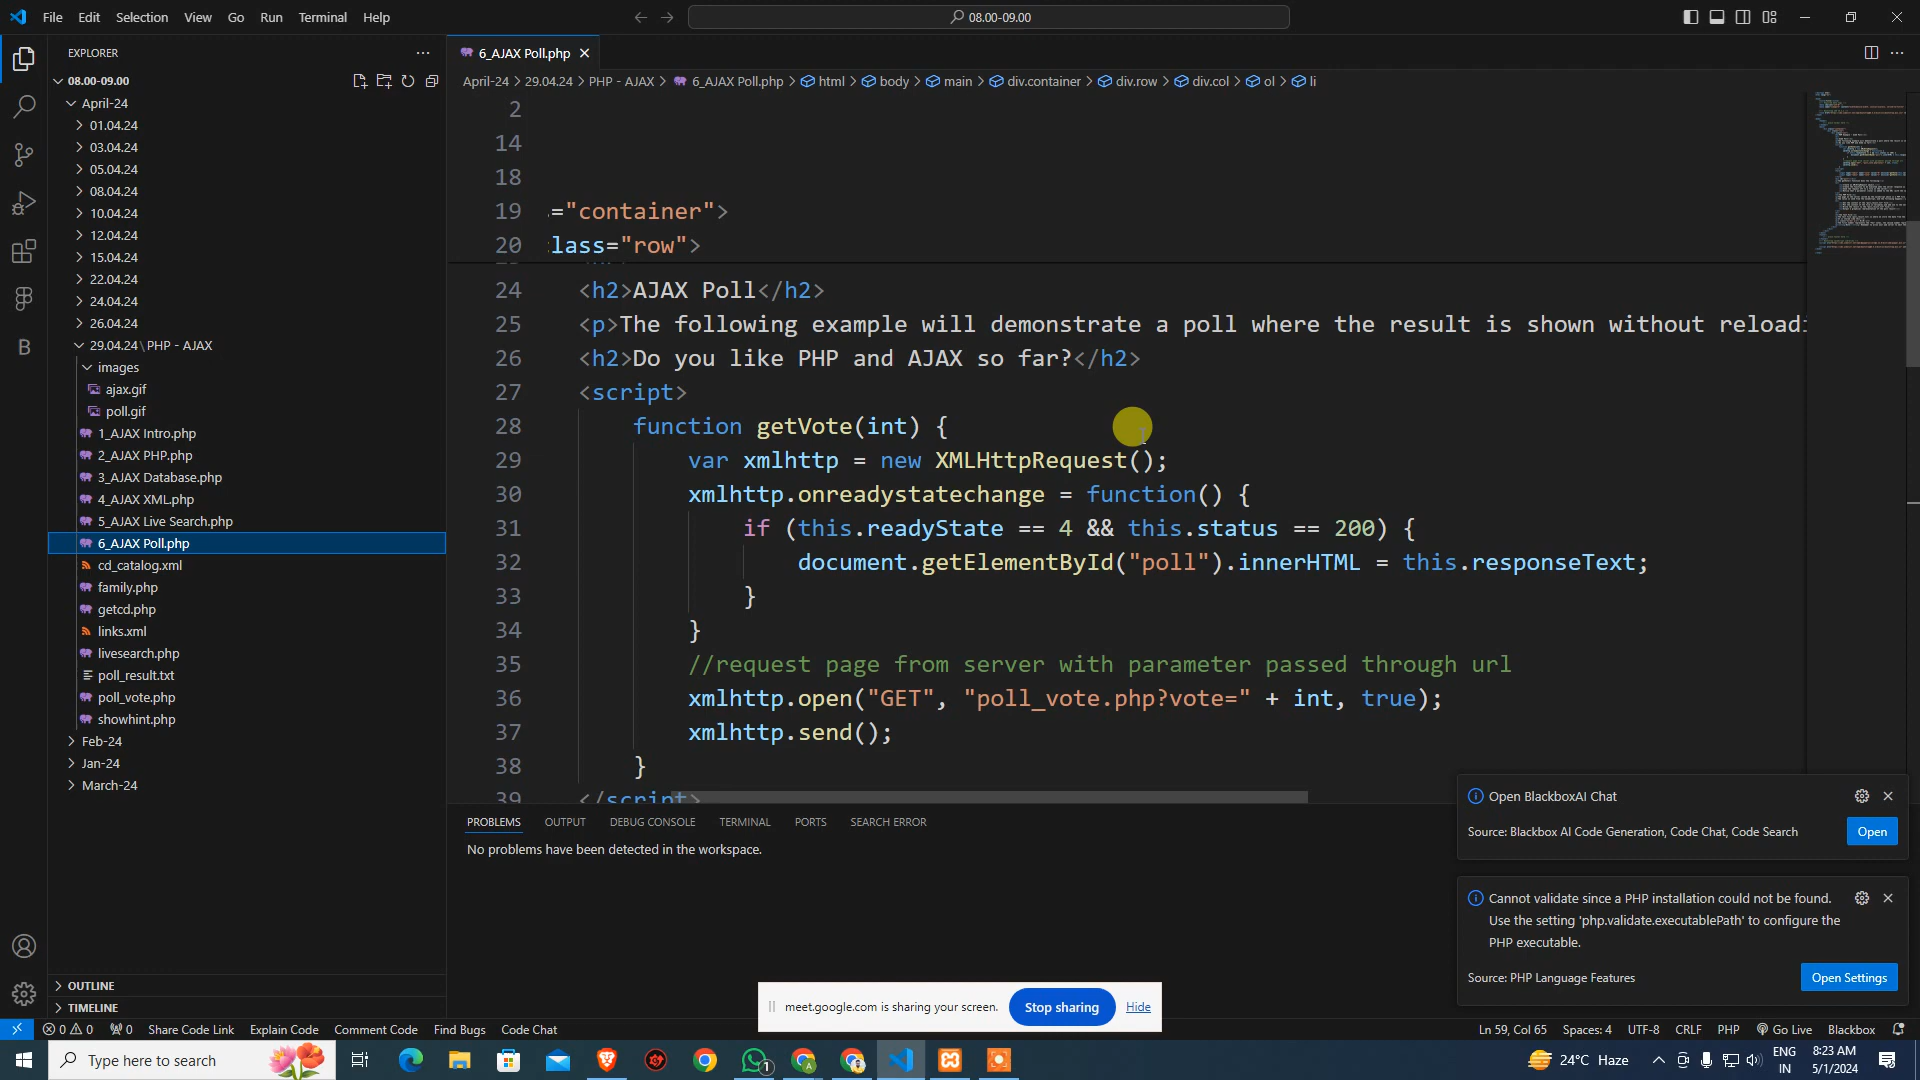 File Edit Selection View Go Run Terminal Help
08.00-09.00
EXPLORER
08.00-09.00
April-24
01.04.24
03.04.24
05.04.24
08.04.24
10.04.24
12.04.24
15.04.24
22.04.24
24.04.24
26.04.24
29.04.24\PHP - AJAX
images
ajax.gif
poll.gif
1_AJAX Intro.php
2_AJAX PHP.php
3_AJAX Database.php
4_AJAX XML.php
5_AJAX Live Search.php
6_AJAX Poll.php
cd_catalog.xml
family.php
getcd.php
links.xml
livesearch.php
poll_result.txt
poll_vote.php
showhint.php
Feb-24
Jan-24
March-24
OUTLINE
TIMELINE
6_AJAX Poll.php
April-24 > 29.04.24 > PHP - AJAX > 6_AJAX Poll.php > html > body > main > div.container > div.row > div.col > ol > li
2
14
18
19 ="container">
20 lass="row">
24 <h2>AJAX Poll</h2>
25 <p>The following example will demonstrate a poll where the result is shown without reloadi
26 <h2>Do you like PHP and AJAX so far?</h2>
27 <script>
28 function getVote(int) {
29 var xmlhttp = new XMLHttpRequest();
30 xmlhttp.onreadystatechange = function() {
31 if (this.readyState == 4 && this.status == 200) {
32 document.getElementById("poll").innerHTML = this.responseText;
33 }
34 }
35 //request page from server with parameter passed through url
36 xmlhttp.open("GET", "poll_vote.php?vote=" + int, true);
37 xmlhttp.send();
38 }
39 </script>
PROBLEMS OUTPUT DEBUG CONSOLE TERMINAL PORTS SEARCH ERROR
No problems have been detected in the workspace.
Open BlackboxAI Chat
Source: Blackbox AI Code Generation, Code Chat, Code Search
Open
Cannot validate since a PHP installation could not be found.
Use the setting 'php.validate.executablePath' to configure the
PHP executable.
Source: PHP Language Features
Open Settings
meet.google.com is sharing your screen. Stop sharing Hide
0 0 0 Share Code Link Explain Code Comment Code Find Bugs Code Chat
Ln 59, Col 65 Spaces: 4 UTF-8 CRLF PHP Go Live Blackbox
Type here to search
24°C Haze
ENG
IN
8:23 AM
5/1/2024